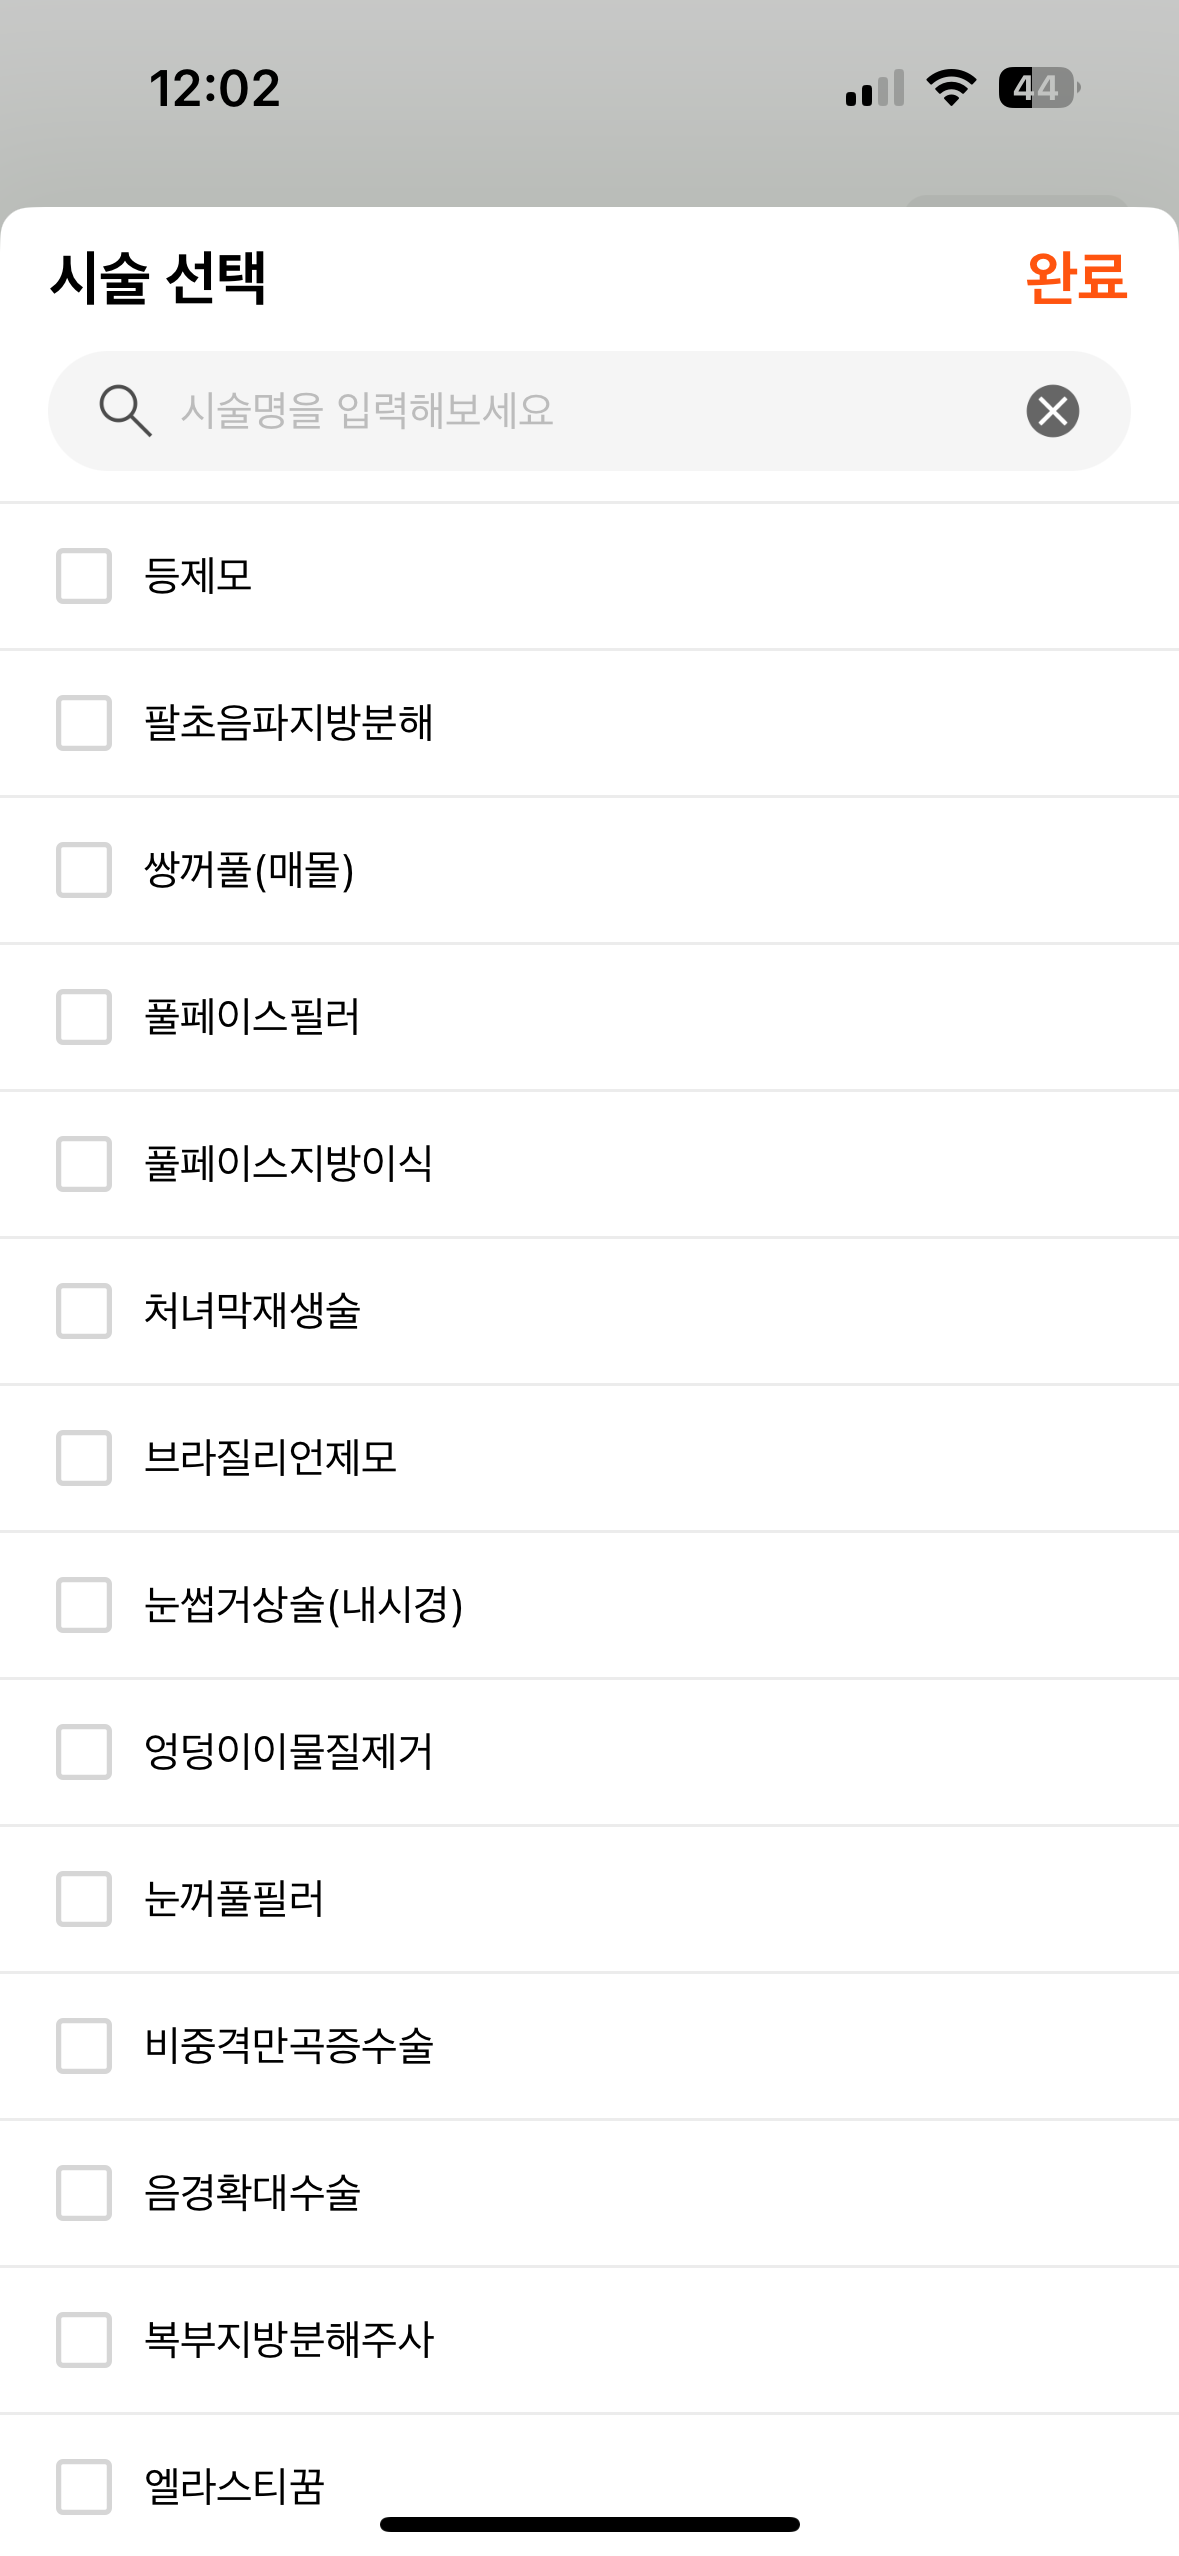 12:02
44
시술 선택
완료
시술명을 입력해보세요
등제모
팔초음파지방분해
쌍꺼풀(매몰)
풀페이스필러
풀페이스지방이식
처녀막재생술
브라질리언제모
눈썹거상술(내시경)
엉덩이이물질제거
눈꺼풀필러
비중격만곡증수술
음경확대수술
복부지방분해주사
엘라스티꿈